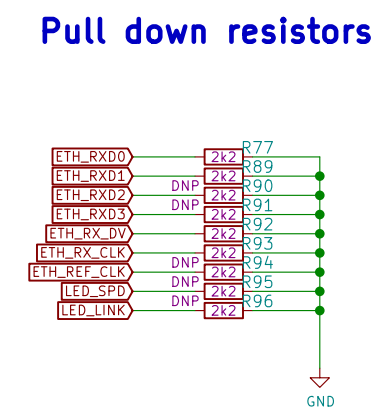 Pull down resistors
ETH_RXD0 2k2 R77
ETH_RXD1 2k2 R89
ETH_RXD2 DNP 2k2 R90
ETH_RXD3 DNP 2k2 R91
ETH_RX_DV 2k2 R92
ETH_RX_CLK 2k2 R93
ETH_REF_CLK DNP 2k2 R94
LED_SPD DNP 2k2 R95
LED_LINK DNP 2k2 R96
GND